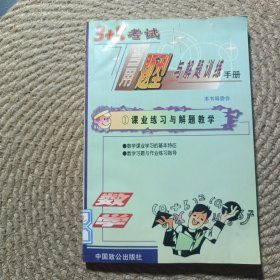 3+X考试
常用题型与解题训练手册
本书编委会
①课业练习与解题教学
●数学课业学习的基本特征
●数学习题与作业练习指导
数学
中国致公出版社